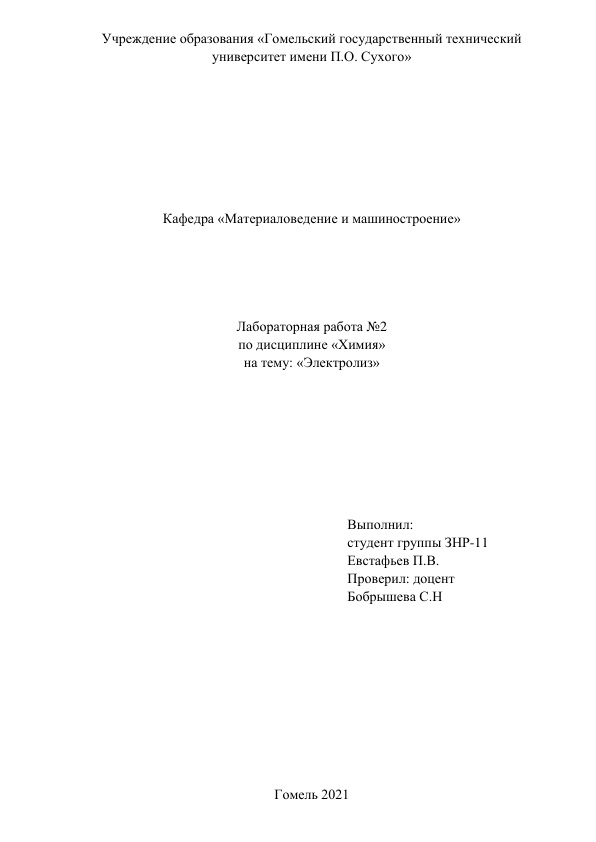 Учреждение образования «Гомельский государственный технический
университет имени П.О. Сухого»
Кафедра «Материаловедение и машиностроение»
Лабораторная работа №2
по дисциплине «Химия»
на тему: «Электролиз»
Выполнил:
студент группы ЗНР-11
Евстафьев П.В.
Проверил: доцент
Бобрышева С.Н
Гомель 2021